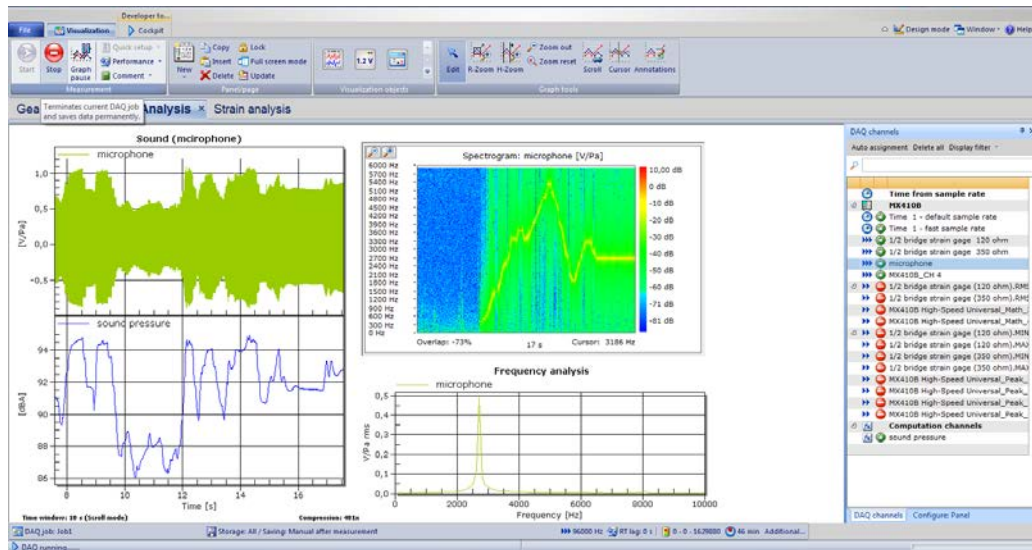 Developer to...
File Visualization Cockpit
Design mode Window Help
Start Stop Graph pause
Quick setup
Performance
Comment
New
Copy Lock
Insert Full screen mode
Delete Update
1.2 V
Edit R-Zoom H-Zoom
Zoom out
Zoom reset
Scroll Cursor Annotations
Measurement Panel/page Visualization objects Graph tools
Gea Analysis × Strain analysis
Terminates current DAQ job
and saves data permanently.
Sound (mcirophone)
microphone
1,0
0,5
0,0
-0,5
[V/Pa]
sound pressure
94
92
90
88
86
[dBA]
8 10 12 14 16
Time [s]
Time window: 10 s (Scroll mode) Compression: 401x
Spectrogram: microphone [V/Pa]
6000 Hz
5700 Hz
5400 Hz
5100 Hz
4800 Hz
4500 Hz
4200 Hz
3900 Hz
3600 Hz
3300 Hz
3000 Hz
2700 Hz
2400 Hz
2100 Hz
1800 Hz
1500 Hz
1200 Hz
900 Hz
600 Hz
300 Hz
0 Hz
10,00 dB
0 dB
-10 dB
-20 dB
-30 dB
-40 dB
-50 dB
-60 dB
-71 dB
-81 dB
Overlap: -73% 17 s Cursor: 3186 Hz
Frequency analysis
microphone
0,5
0,4
0,3
0,2
0,1
0,0
V/Pa rms
0 2000 4000 6000 8000 10000
Frequency [Hz]
DAQ channels
Auto assignment Delete all Display filter
Time from sample rate
MX410B
Time 1 - default sample rate
Time 1 - fast sample rate
1/2 bridge strain gage 120 ohm
1/2 bridge strain gage 350 ohm
microphone
MX410B_CH 4
1/2 bridge strain gage (120 ohm).RMS
1/2 bridge strain gage (350 ohm).RMS
MX410B High-Speed Universal_Math_
MX410B High-Speed Universal_Math_
1/2 bridge strain gage (120 ohm).MIN
1/2 bridge strain gage (120 ohm).MAX
1/2 bridge strain gage (350 ohm).MIN
1/2 bridge strain gage (350 ohm).MAX
MX410B High-Speed Universal_Peak_
MX410B High-Speed Universal_Peak_
MX410B High-Speed Universal_Peak_
Computation channels
sound pressure
DAQ channels Configure Panel
DAQ job: Job1 Storage: All / Saving: Manual after measurement 96000 Hz RT lag: 0 s 0 - 0 - 1629800 46 min Additional...
DAQ running...